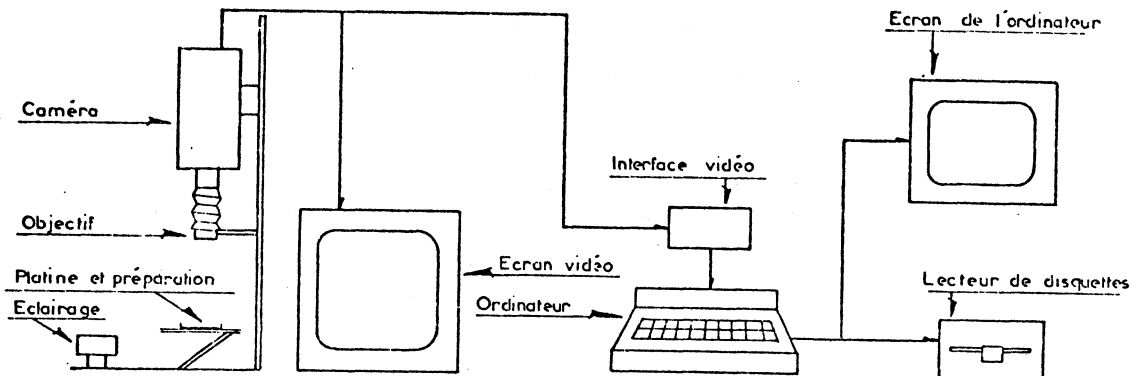 Ecran de l'ordinateur
Caméra
Interface vidéo
Objectif
Platine et préparation
Ecran vidéo
Lecteur de disquettes
Eclairage
Ordinateur